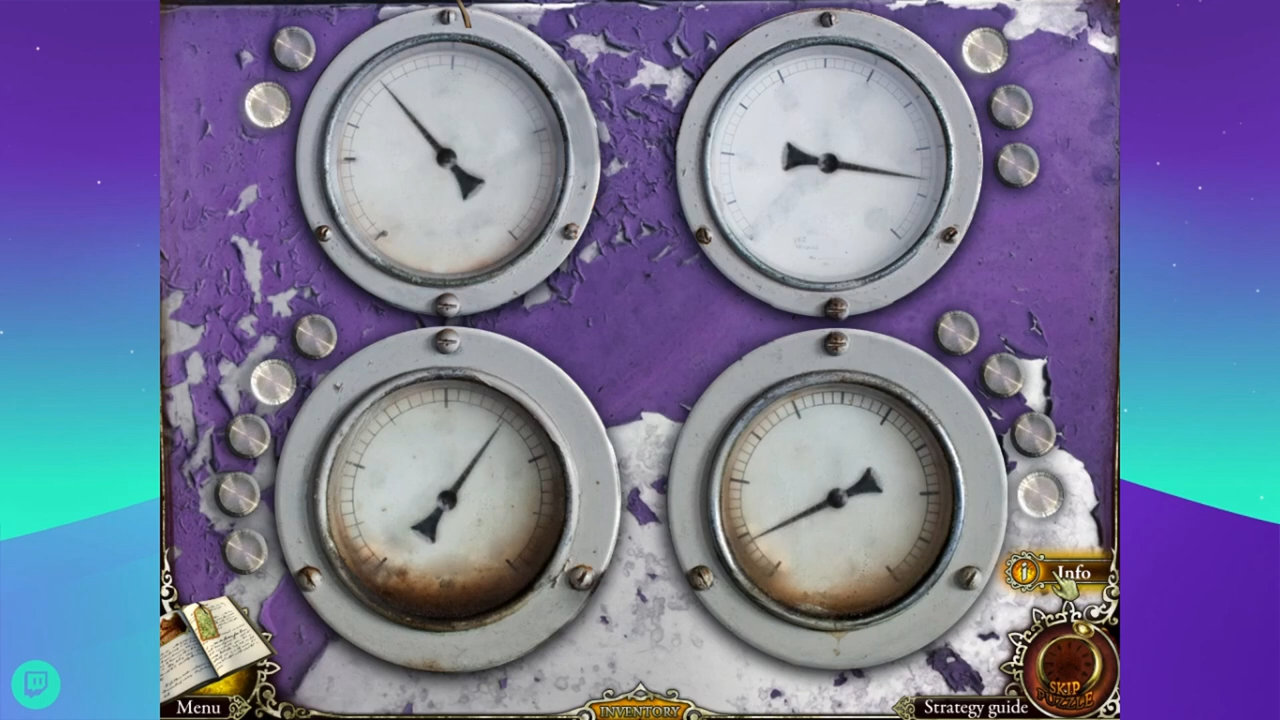 Info
SKIP
PUZZLE
Menu
INVENTORY
Strategy guide